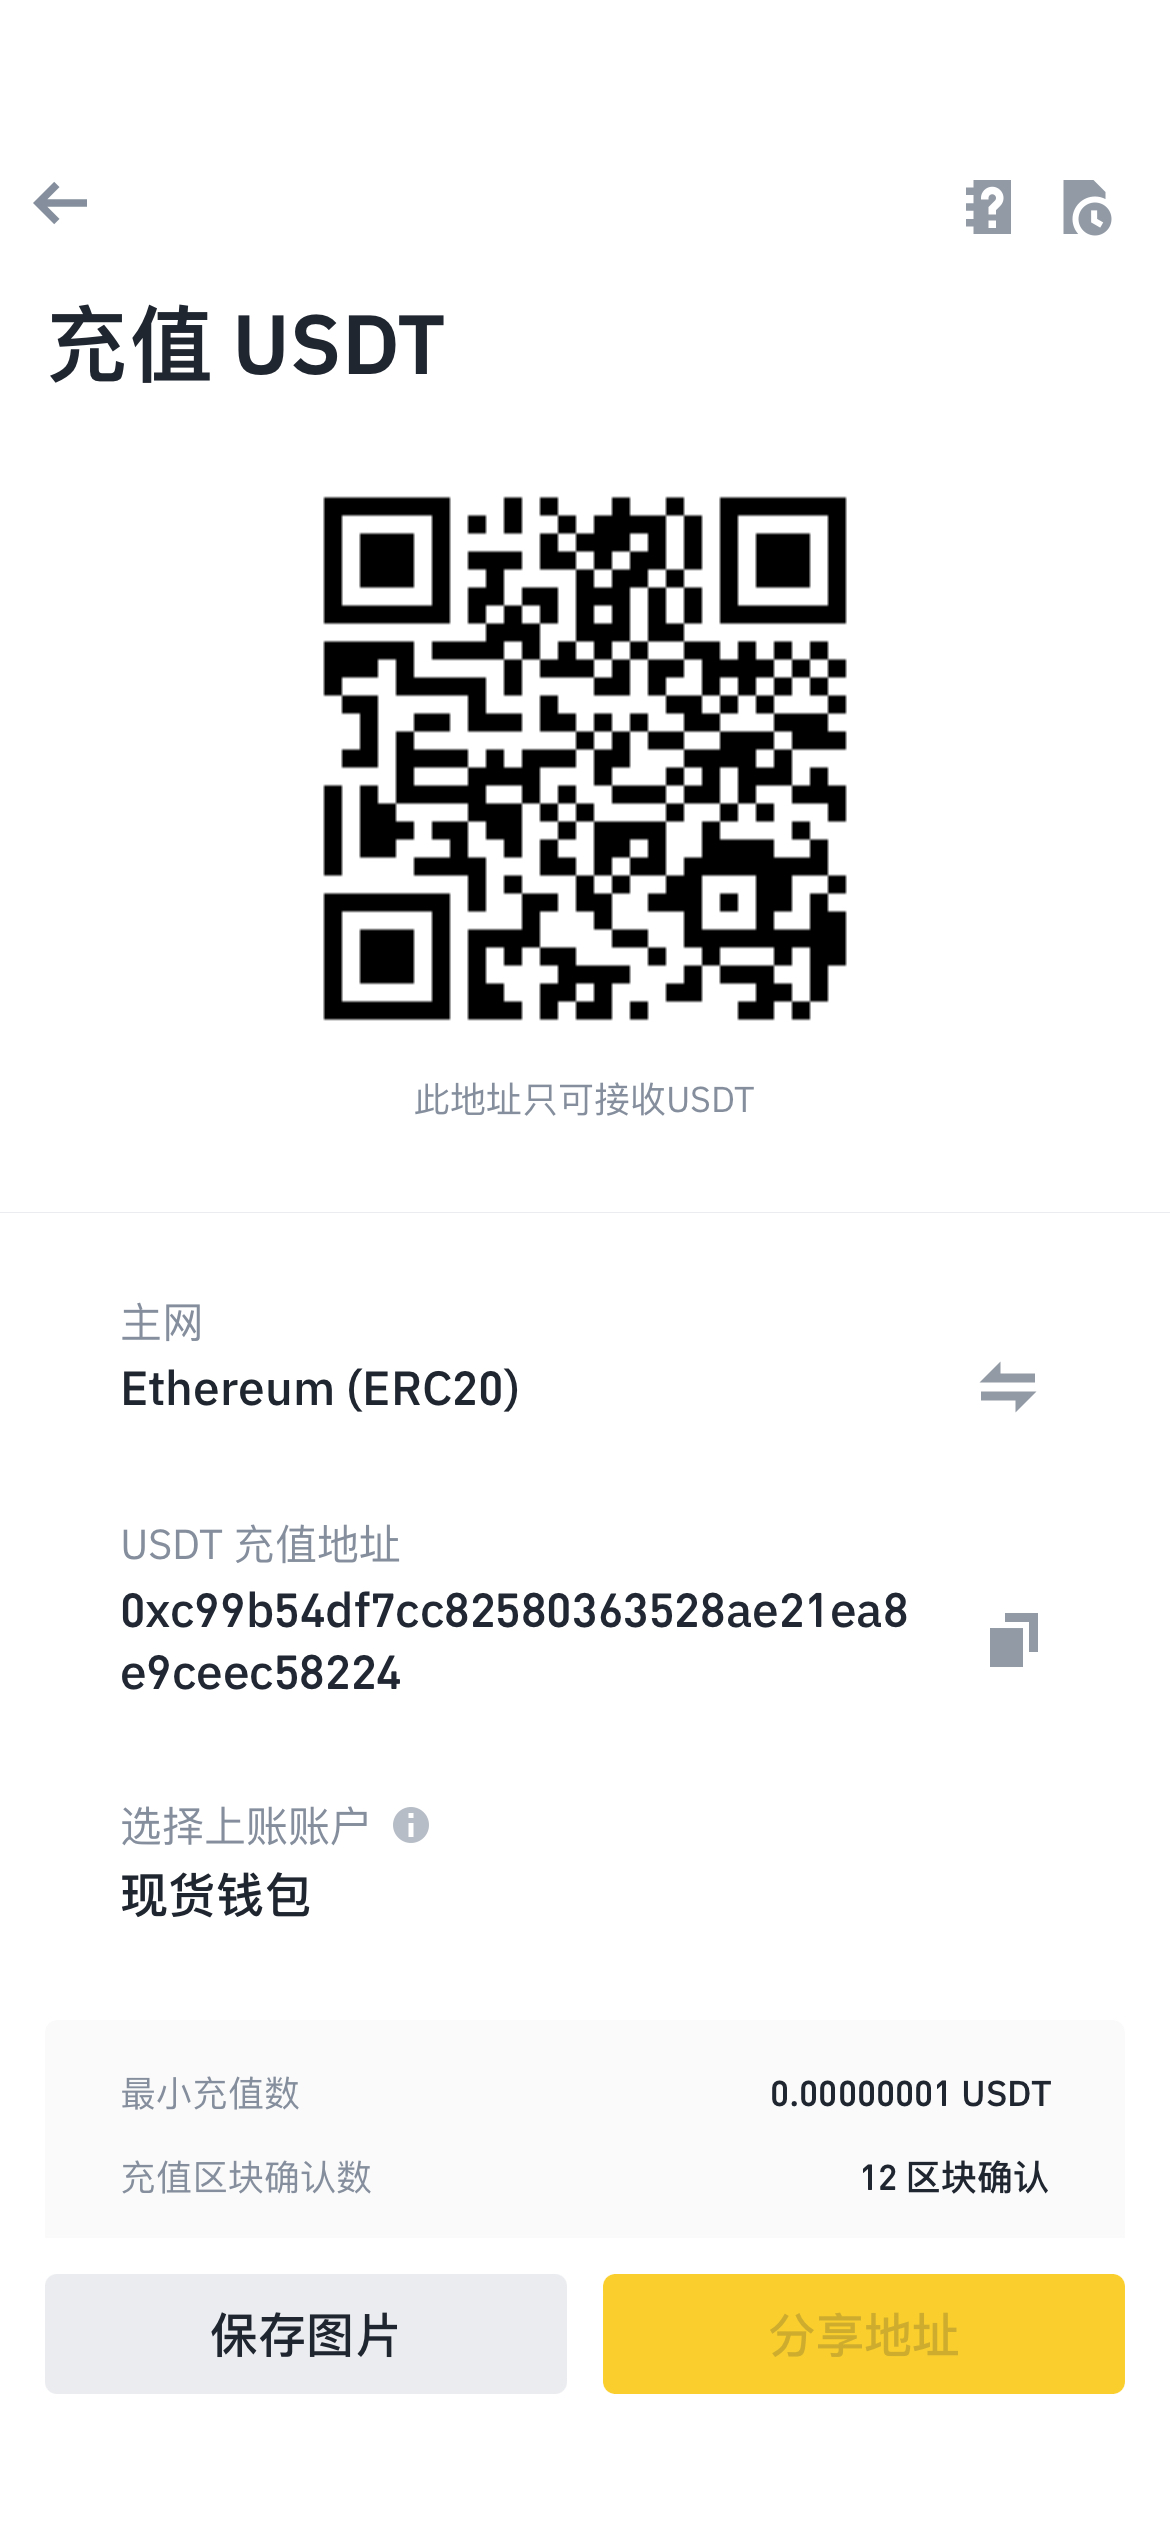 充值 USDT
此地址只可接收USDT
主网
Ethereum (ERC20)
USDT 充值地址
0xc99b54df7cc82580363528ae21ea8
e9ceec58224
选择上账账户
现货钱包
最小充值数 0.00000001 USDT
充值区块确认数 12 区块确认
保存图片 分享地址